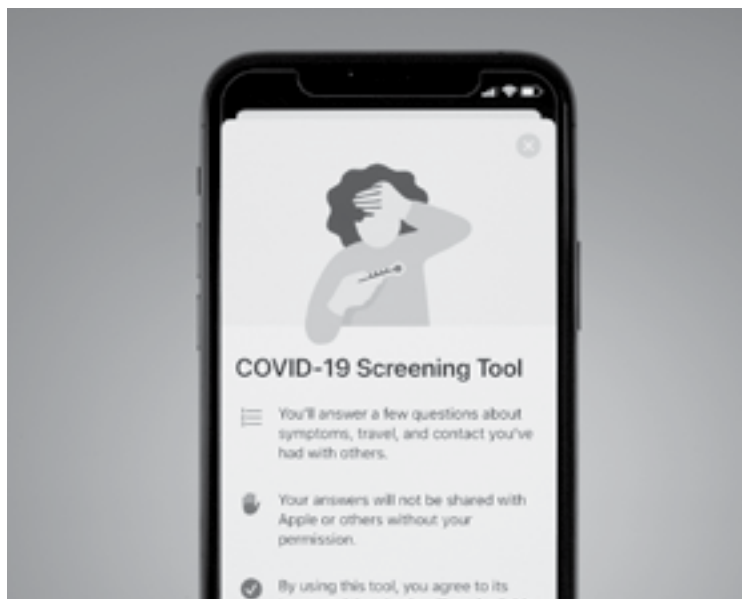 COVID-19 Screening Tool
You'll answer a few questions about
symptoms, travel, and contact you've
had with others.
Your answers will not be shared with
Apple or others without your
permission.
By using this tool, you agree to its